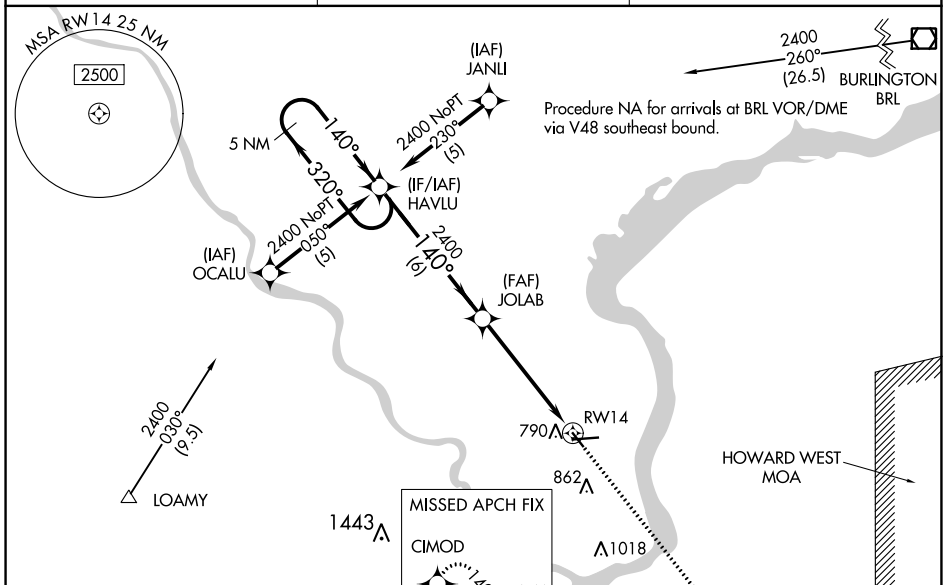 MSA RW14 25 NM
2500
(IAF)
JANLI
2400
260°
(26.5)
BURLINGTON
BRL
Procedure NA for arrivals at BRL VOR/DME
via V48 southeast bound.
2400 NoPT
230°
(5)
5 NM
140°
320°
(IF/IAF)
HAVLU
2400 NoPT
050°
(5)
(IAF)
OCALU
2400
140°
(6)
(FAF)
JOLAB
2400
030°
(9.5)
LOAMY
790
RW14
862
HOWARD WEST
MOA
1443
MISSED APCH FIX
CIMOD
1018